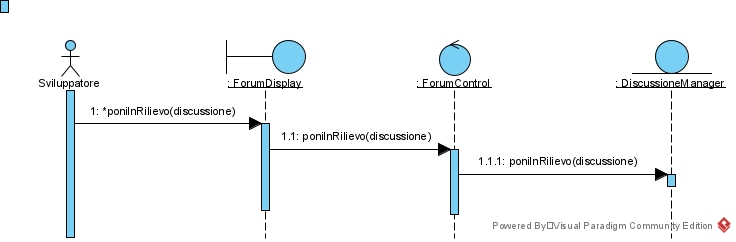 Sviluppatore
: ForumDisplay
: ForumControl
: DiscussioneManager
1: *poniInRilievo(discussione)
1.1: poniInRilievo(discussione)
1.1.1: poniInRilievo(discussione)
Powered By Visual Paradigm Community Edition